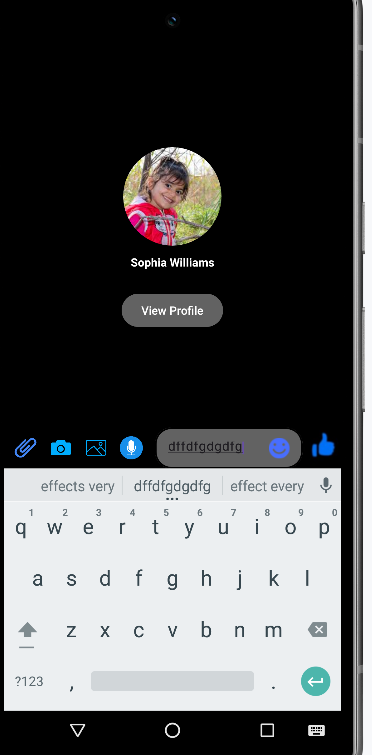 Sophia Williams
View Profile
dffdfgdgdfg
effects very dffdfgdgdfg effect every
1 2 3 4 5 6 7 8 9 0
q w e r t y u i o p
a s d f g h j k l
z x c v b n m
?123 , .